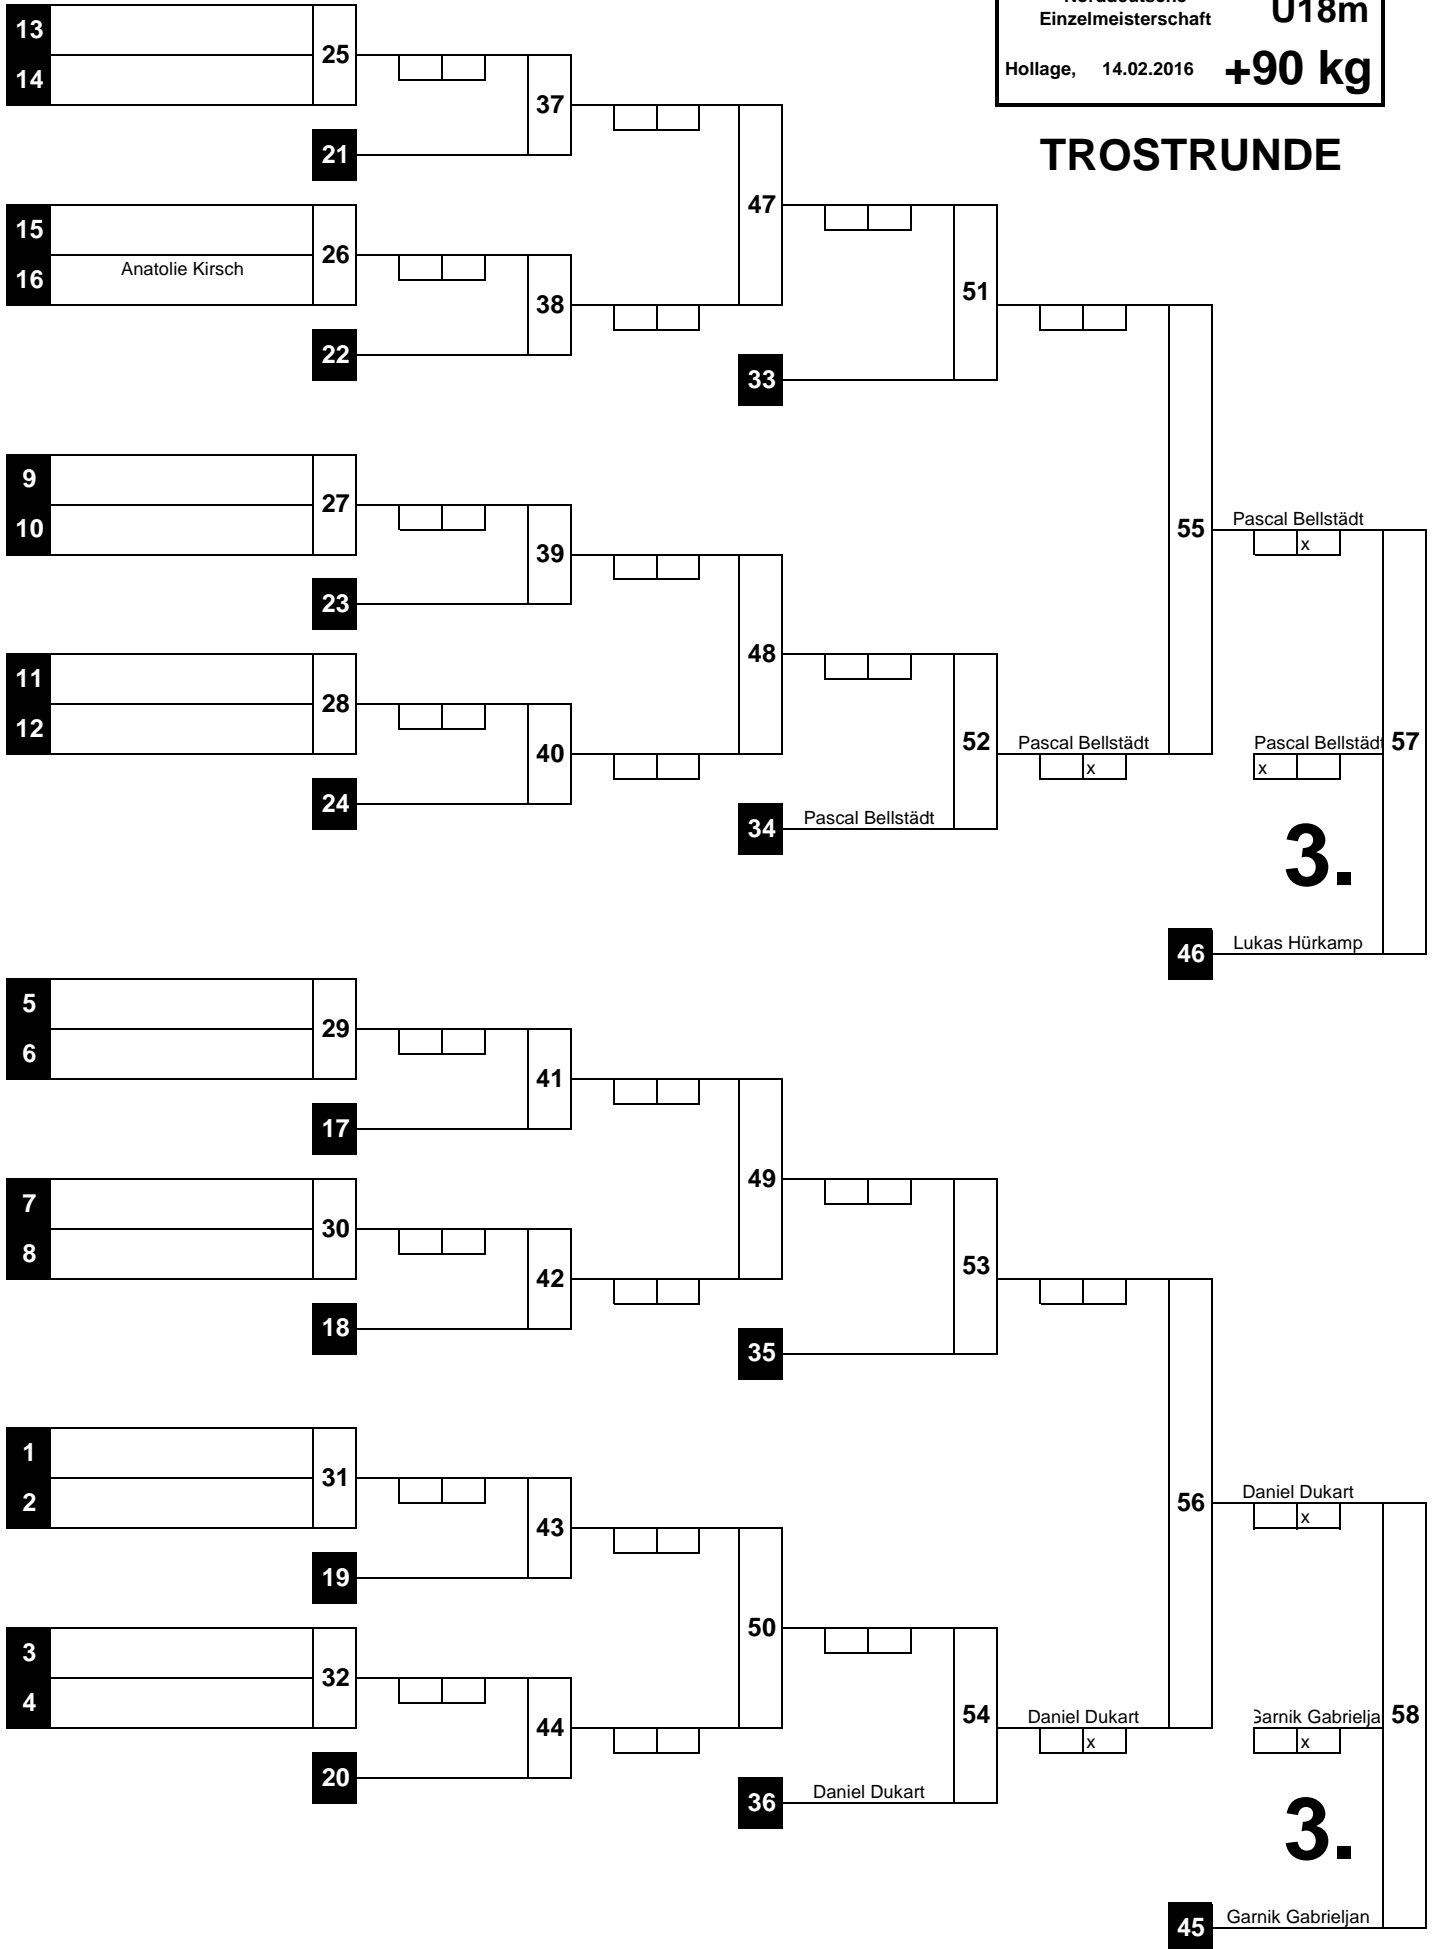 Norddeutsche
Einzelmeisterschaft
U18m
Hollage, 14.02.2016 +90 kg
TROSTRUNDE
13
14
25
21
37
15
16
Anatolie Kirsch
26
22
38
47
33
51
9
10
27
23
39
11
12
28
24
40
48
34
Pascal Bellstädt
52
Pascal Bellstädt
x
55
Pascal Bellstädt
x
Pascal Bellstädt
x
57
3.
46
Lukas Hürkamp
5
6
29
17
41
7
8
30
18
42
49
35
53
1
2
31
19
43
3
4
32
20
44
50
36
Daniel Dukart
54
Daniel Dukart
x
56
Daniel Dukart
x
Garnik Gabrielja
x
58
3.
45
Garnik Gabrieljan